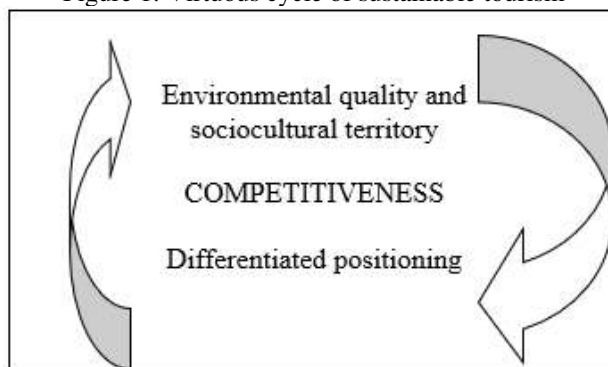 Figure 1: Virtuous cycle of sustainable tourism
Environmental quality and
sociocultural territory
COMPETITIVENESS
Differentiated positioning